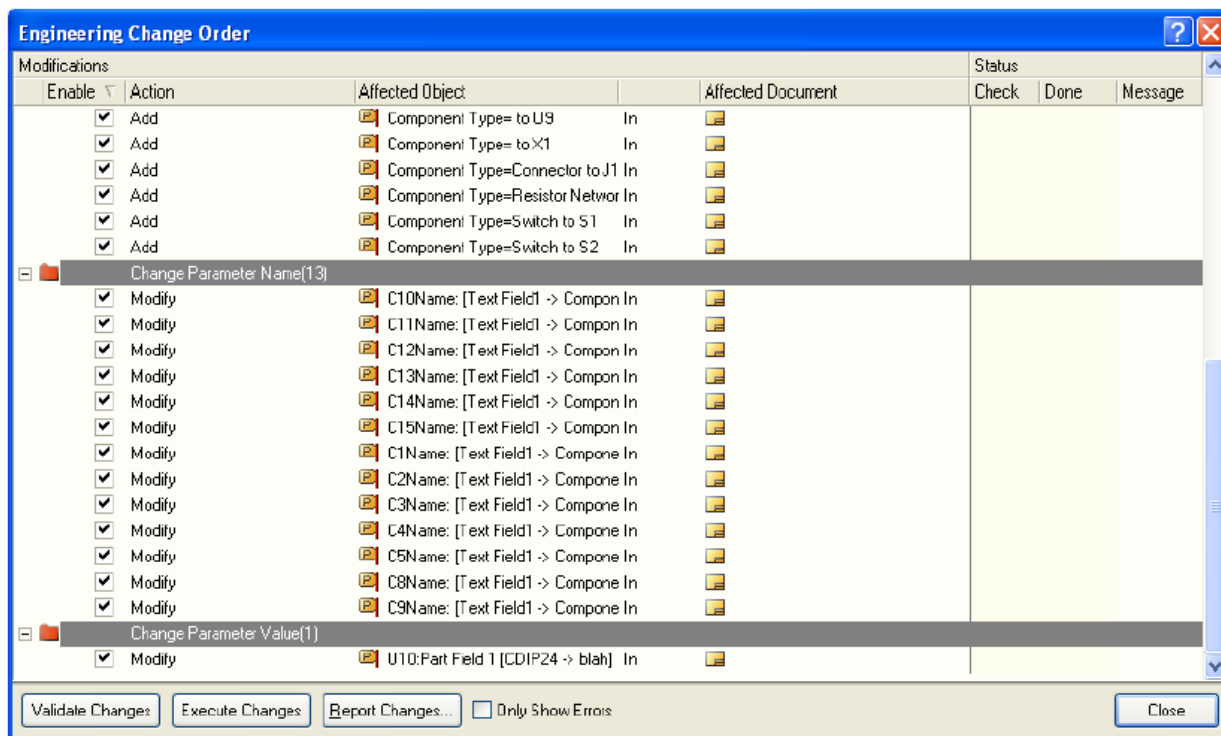 Engineering Change Order
Modifications Status
Enable Action Affected Object Affected Document Check Done Message
Add Component Type= to U9 In
Add Component Type= to X1 In
Add Component Type=Connector to J1 In
Add Component Type=Resistor Networ In
Add Component Type=Switch to S1 In
Add Component Type=Switch to S2 In
Change Parameter Name(13)
Modify C10Name: [Text Field1 -> Compon In
Modify C11Name: [Text Field1 -> Compon In
Modify C12Name: [Text Field1 -> Compon In
Modify C13Name: [Text Field1 -> Compon In
Modify C14Name: [Text Field1 -> Compon In
Modify C15Name: [Text Field1 -> Compon In
Modify C1Name: [Text Field1 -> Compone In
Modify C2Name: [Text Field1 -> Compone In
Modify C3Name: [Text Field1 -> Compone In
Modify C4Name: [Text Field1 -> Compone In
Modify C5Name: [Text Field1 -> Compone In
Modify C8Name: [Text Field1 -> Compone In
Modify C9Name: [Text Field1 -> Compone In
Change Parameter Value(1)
Modify U10:Part Field 1 [CDIP24 -> blah] In
Validate Changes Execute Changes Report Changes... Only Show Errors Close